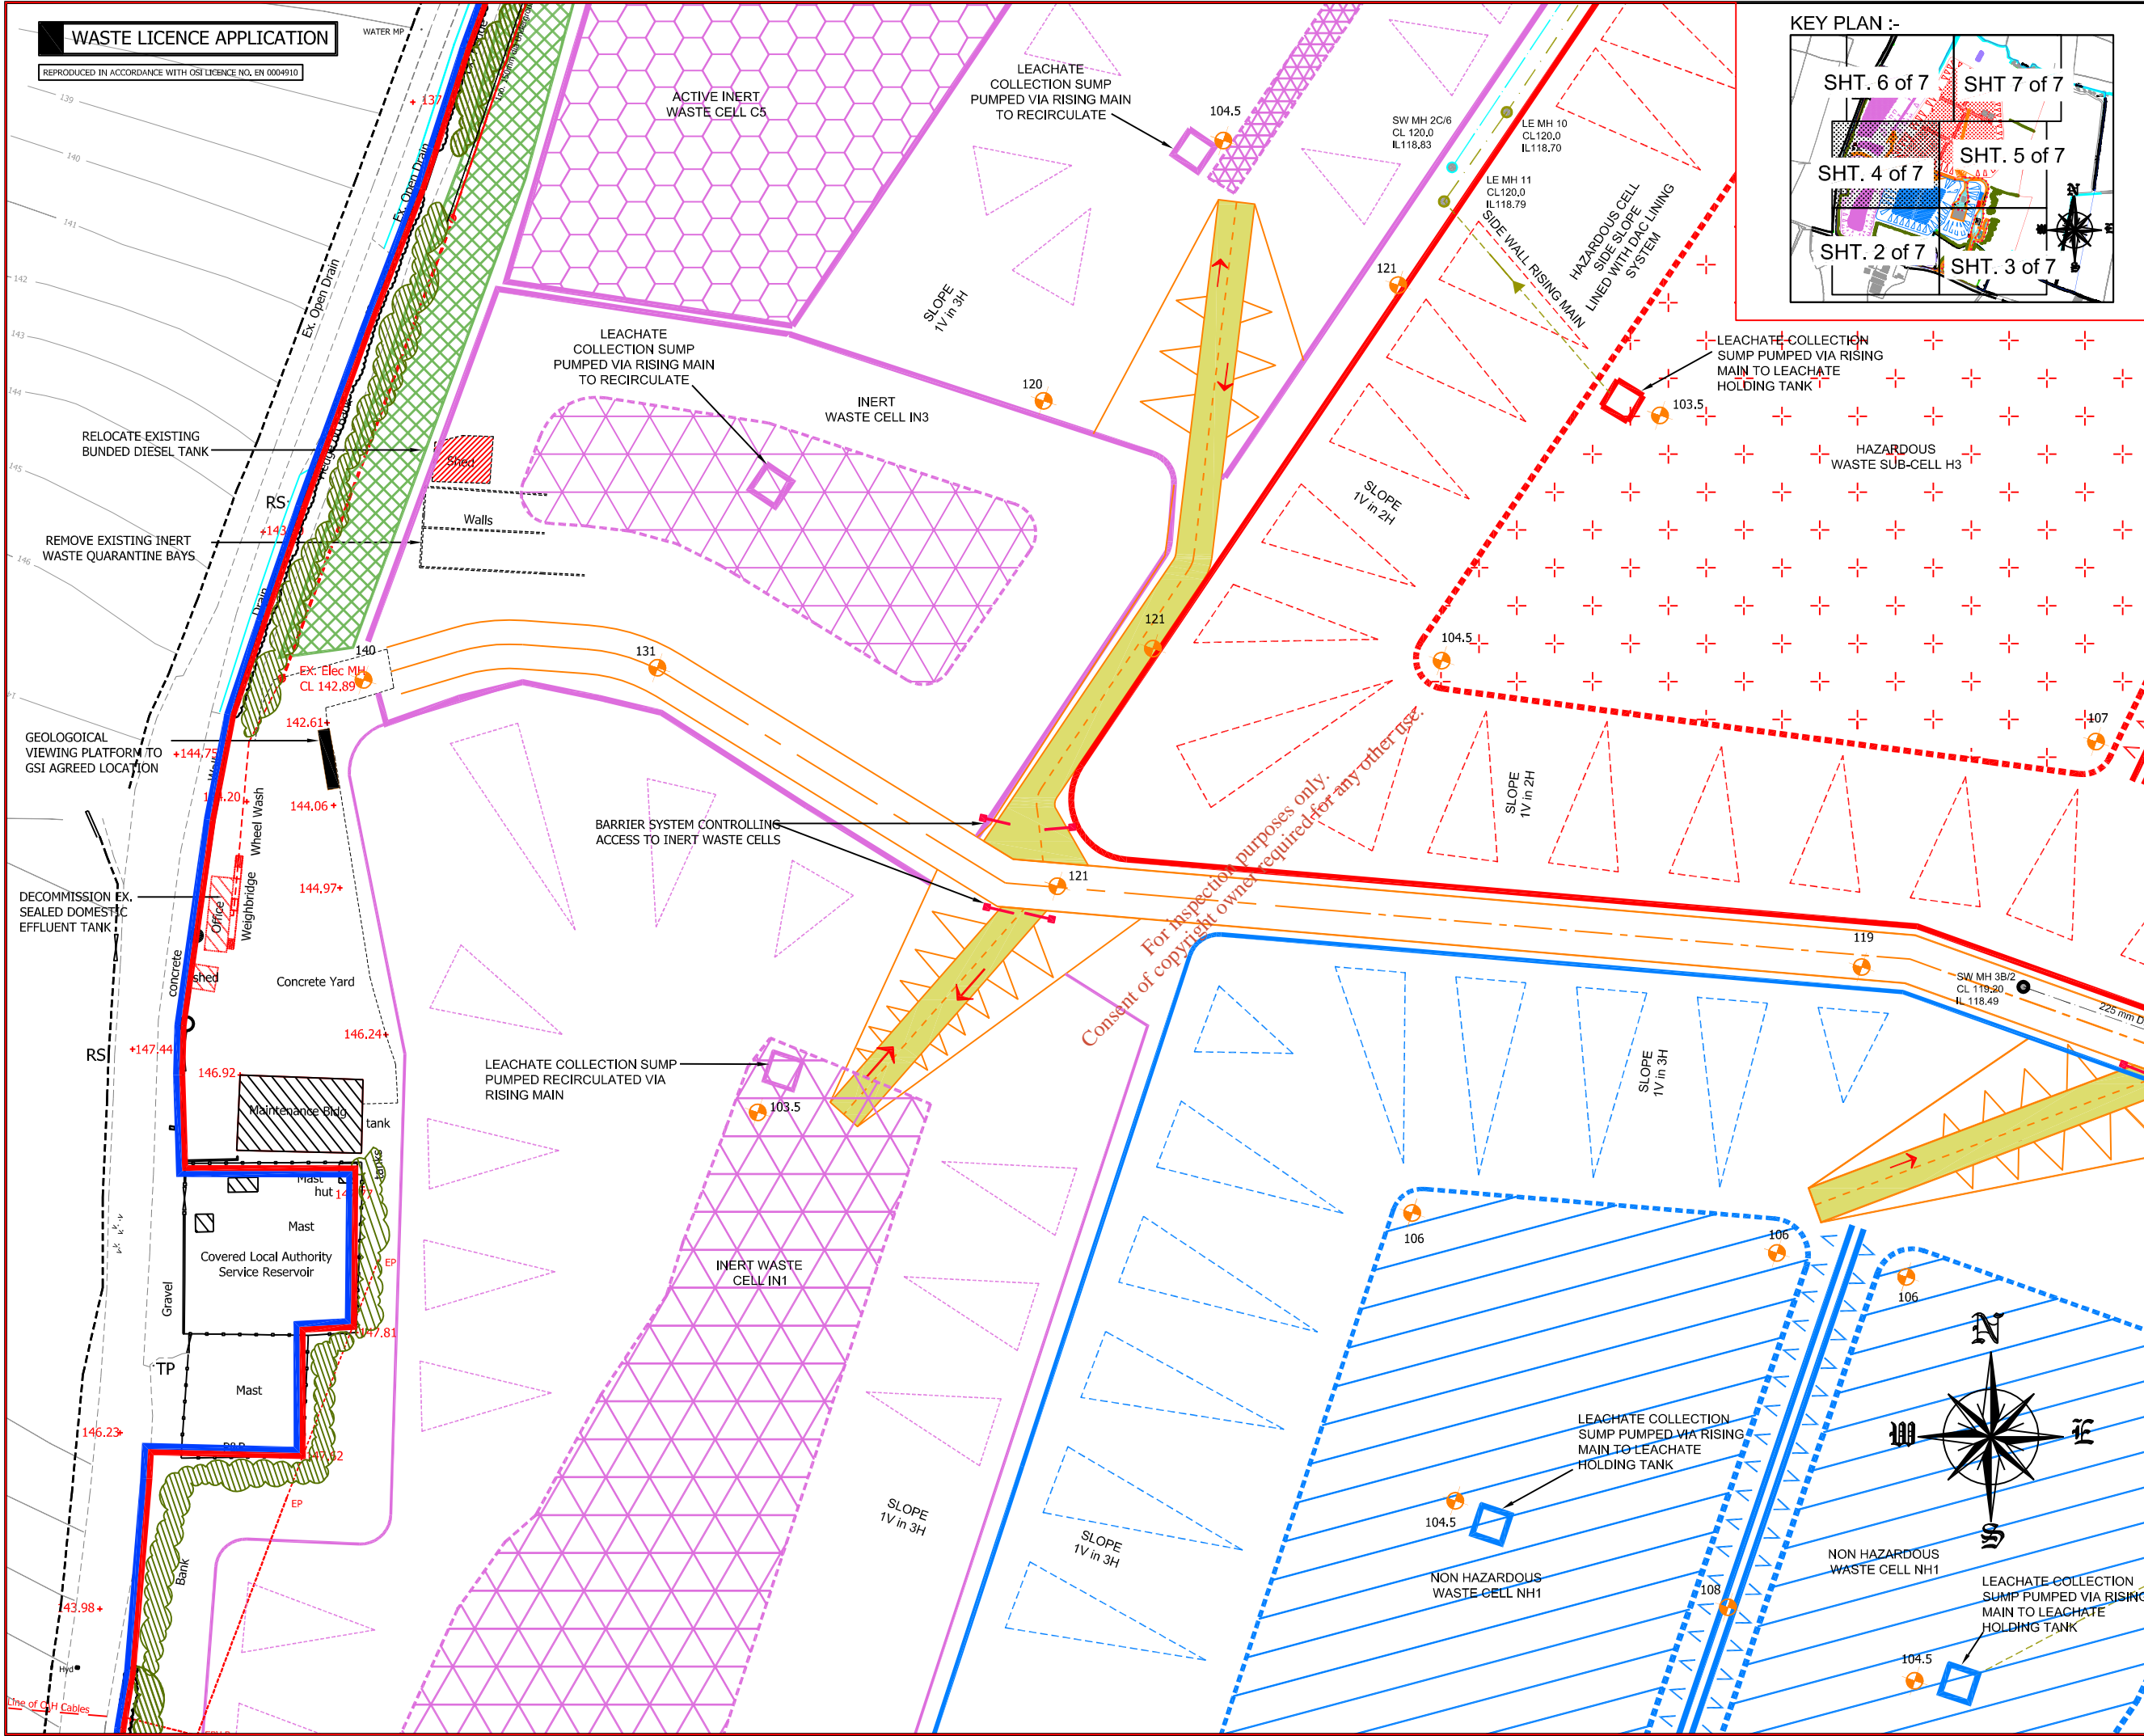 WASTE LICENCE APPLICATION
REPRODUCED IN ACCORDANCE WITH OSI LICENCE NO. EN 0004910
WATER MP
KEY PLAN :-
SHT. 6 of 7
SHT 7 of 7
SHT. 5 of 7
SHT. 4 of 7
SHT. 2 of 7
SHT. 3 of 7
139
140
141
142
143
144
145
146
137
Ex. Open Drain
Ex. Open Drain
ACTIVE INERT
WASTE CELL C5
LEACHATE
COLLECTION SUMP
PUMPED VIA RISING MAIN
TO RECIRCULATE
104.5
SW MH 2C/6
CL 120.0
IL118.83
LE MH 10
CL120.0
IL118.70
LE MH 11
CL120.0
IL118.79
SIDE WALL RISING MAIN
HAZARDOUS CELL
SIDE SLOPE
LINED WITH DAC LINING
SYSTEM
121
SLOPE
1V in 3H
LEACHATE
COLLECTION SUMP
PUMPED VIA RISING MAIN
TO RECIRCULATE
120
INERT
WASTE CELL IN3
LEACHATE COLLECTION
SUMP PUMPED VIA RISING
MAIN TO LEACHATE
HOLDING TANK
103.5
HAZARDOUS
WASTE SUB-CELL H3
RELOCATE EXISTING
BUNDED DIESEL TANK
Shed
RS
Walls
REMOVE EXISTING INERT
WASTE QUARANTINE BAYS
Drain
SLOPE
1V in 2H
140
EX. Elec MH
CL 142.89
131
121
104.5
107
142.61
GEOLOGOICAL
VIEWING PLATFORM TO
GSI AGREED LOCATION
144.75
144.06
Wheel Wash
SLOPE
1V in 2H
BARRIER SYSTEM CONTROLLING
ACCESS TO INERT WASTE CELLS
121
144.97
DECOMMISSION EX.
SEALED DOMESTIC
EFFLUENT TANK
Office
Weighbridge
concrete
shed
Concrete Yard
For inspection purposes only.
Consent of copyright owner required for any other use.
119
SW MH 3B/2
CL 119.20
IL 118.49
225 mm D
146.24
RS
147.44
146.92
LEACHATE COLLECTION SUMP
PUMPED RECIRCULATED VIA
RISING MAIN
103.5
SLOPE
1V in 3H
Maintenance Bldg
tank
Mast
hut
Mast
Covered Local Authority
Service Reservoir
EP
Gravel
147.81
INERT WASTE
CELL IN1
106
106
106
TP
Mast
146.23
EP
N
W
E
S
LEACHATE COLLECTION
SUMP PUMPED VIA RISING
MAIN TO LEACHATE
HOLDING TANK
104.5
SLOPE
1V in 3H
SLOPE
1V in 3H
Bank
NON HAZARDOUS
WASTE CELL NH1
108
NON HAZARDOUS
WASTE CELL NH1
LEACHATE COLLECTION
SUMP PUMPED VIA RISING
MAIN TO LEACHATE
HOLDING TANK
104.5
143.98
Hyd
Line of O/H Cables